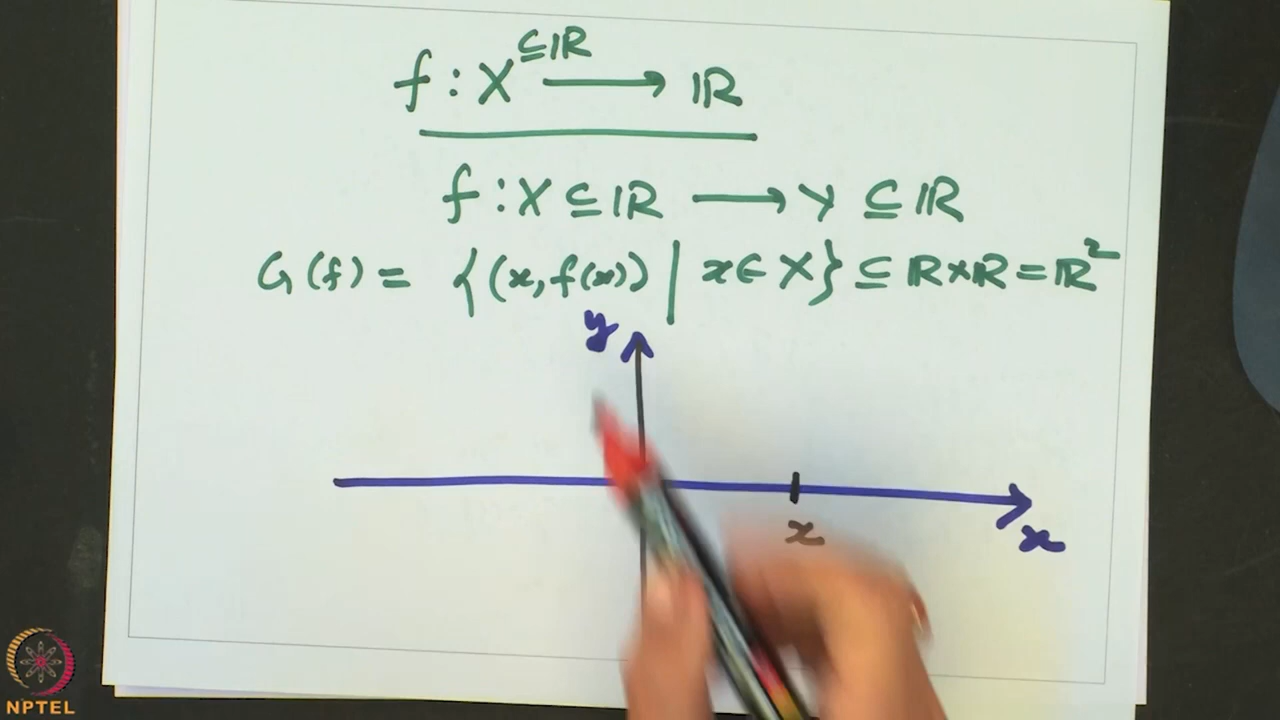 f : X ⊆ ℝ ⟶ ℝ
f : X ⊆ ℝ ⟶ Y ⊆ ℝ
G(f) = {(x, f(x)) | x ∈ X} ⊆ ℝ × ℝ = ℝ²
y
x
x
NPTEL